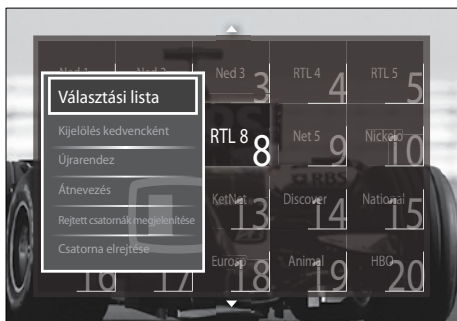 Ned 3 3
RTL 4 4
RTL 5 5
Választási lista
Kijelölés kedvencként
Újrarendez
Átnevezés
Rejtett csatornák megjelenítése
Csatorna elrejtése
RTL 8 8
Net 5 9
10
KetNet 13
Discover 14
National 15
16
17
18
Animal 19
HBO 20
RBS